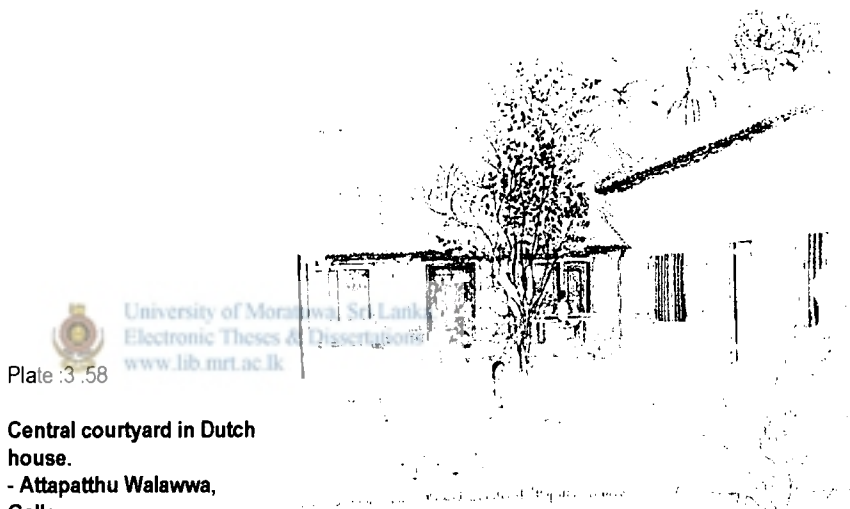 University of Moratuwa, Sri Lanka
Electronic Theses & Dissertations
www.lib.mrt.ac.lk
Plate :3 .58
Central courtyard in Dutch
house.
- Attapatthu Walawwa,
Galle